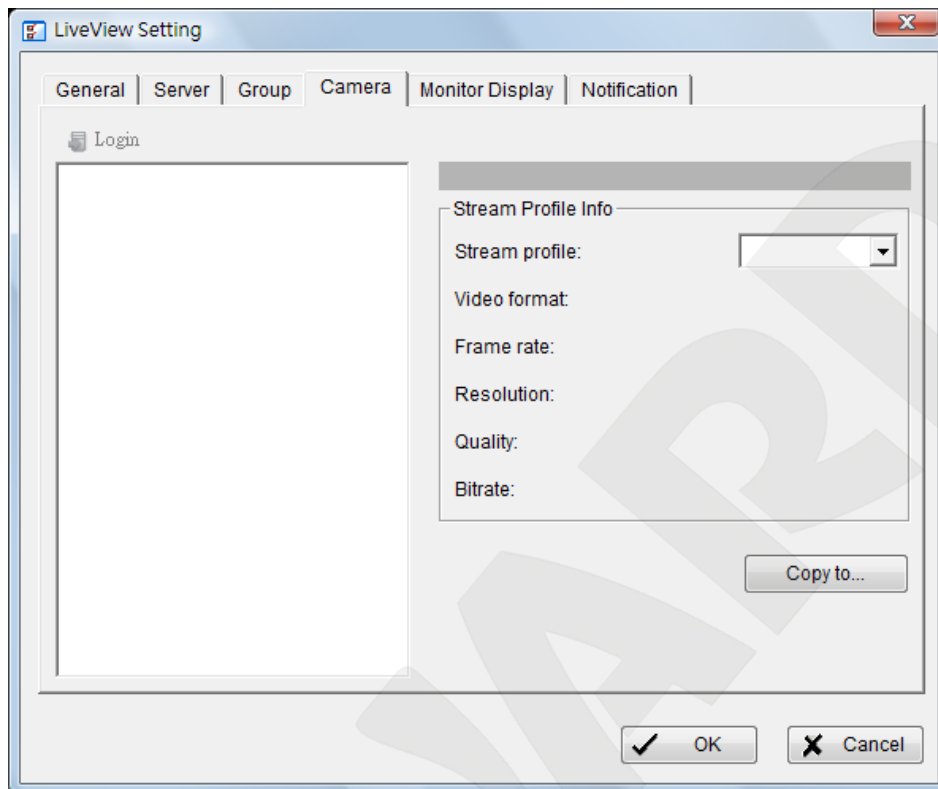 LiveView Setting
General Server Group Camera Monitor Display Notification
Login
Stream Profile Info
Stream profile:
Video format:
Frame rate:
Resolution:
Quality:
Bitrate:
Copy to...
OK Cancel